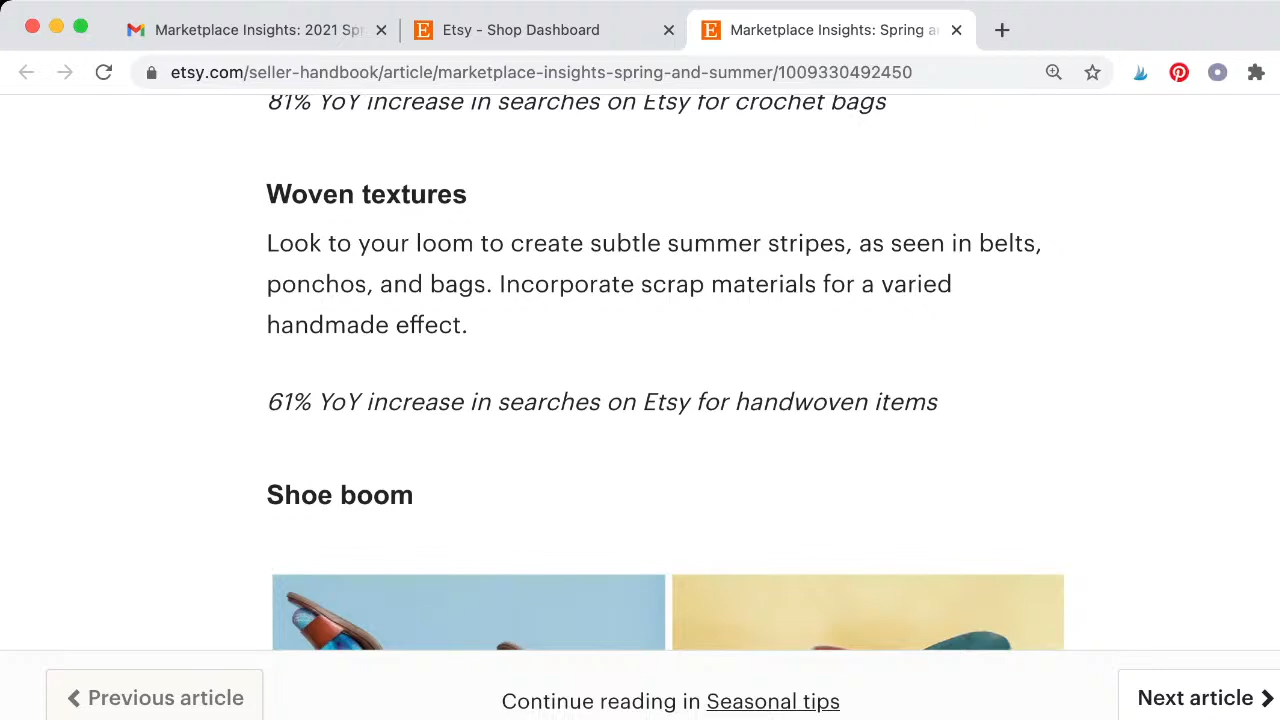 Marketplace Insights: 2021 Spr
Etsy - Shop Dashboard
Marketplace Insights: Spring a
etsy.com/seller-handbook/article/marketplace-insights-spring-and-summer/1009330492450
81% YoY increase in searches on Etsy for crochet bags
Woven textures
Look to your loom to create subtle summer stripes, as seen in belts,
ponchos, and bags. Incorporate scrap materials for a varied
handmade effect.
61% YoY increase in searches on Etsy for handwoven items
Shoe boom
Previous article
Continue reading in Seasonal tips
Next article